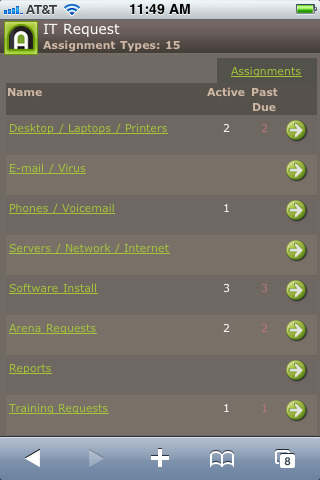 AT&T 11:49 AM
IT Request
Assignment Types: 15
Assignments
Name Active Past Due
Desktop / Laptops / Printers 2 2
E-mail / Virus
Phones / Voicemail 1
Servers / Network / Internet
Software Install 3 3
Arena Requests 2 2
Reports
Training Requests 1 1
8